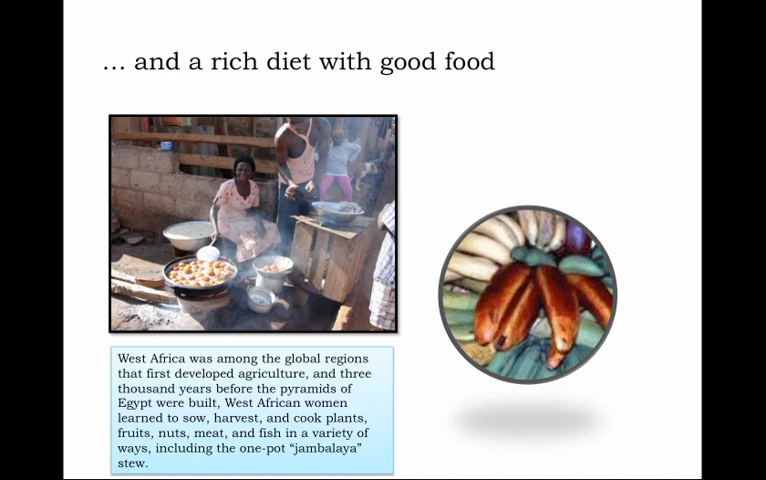 … and a rich diet with good food
West Africa was among the global regions
that first developed agriculture, and three
thousand years before the pyramids of
Egypt were built, West African women
learned to sow, harvest, and cook plants,
fruits, nuts, meat, and fish in a variety of
ways, including the one-pot “jambalaya”
stew.